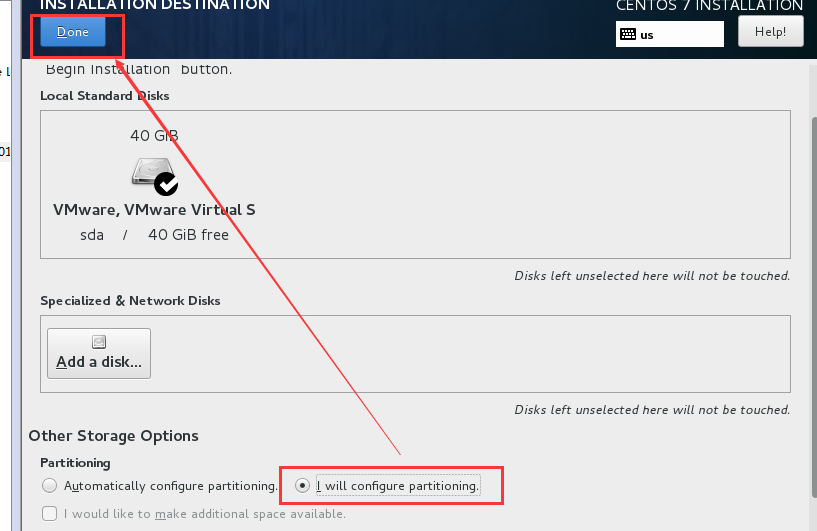 INSTALLATION DESTINATION
CENTOS 7 INSTALLATION
Done
us
Help!
"Begin Installation" button.
Local Standard Disks
40 GiB
VMware, VMware Virtual S
sda / 40 GiB free
Disks left unselected here will not be touched.
Specialized & Network Disks
Add a disk...
Disks left unselected here will not be touched.
Other Storage Options
Partitioning
Automatically configure partitioning.
I will configure partitioning.
I would like to make additional space available.
01